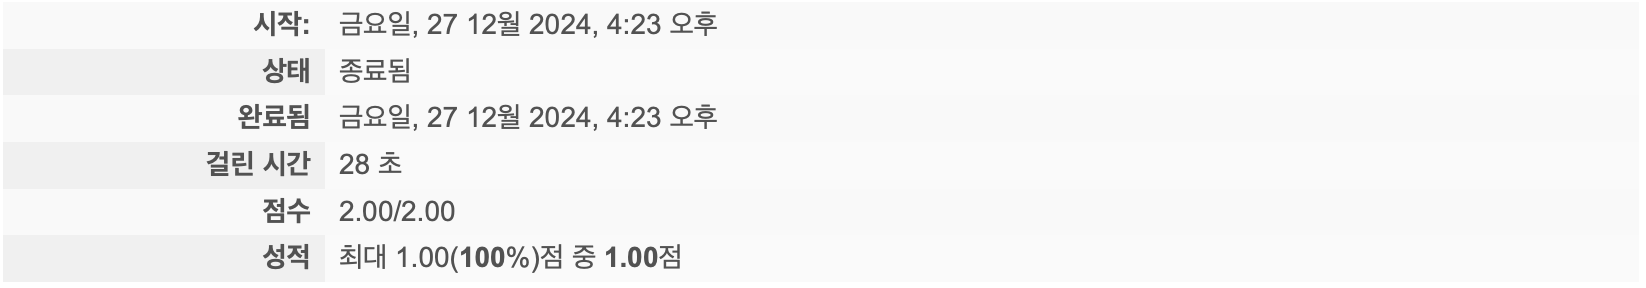 시작: 금요일, 27 12월 2024, 4:23 오후
상태 종료됨
완료됨 금요일, 27 12월 2024, 4:23 오후
걸린 시간 28 초
점수 2.00/2.00
성적 최대 1.00(100%)점 중 1.00점